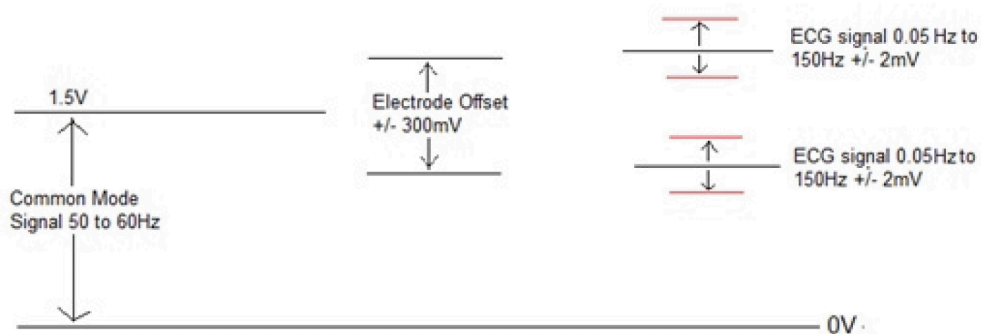 1.5V
Common Mode
Signal 50 to 60Hz
Electrode Offset
+/- 300mV
ECG signal 0.05 Hz to
150Hz +/- 2mV
ECG signal 0.05Hz to
150Hz +/- 2mV
0V